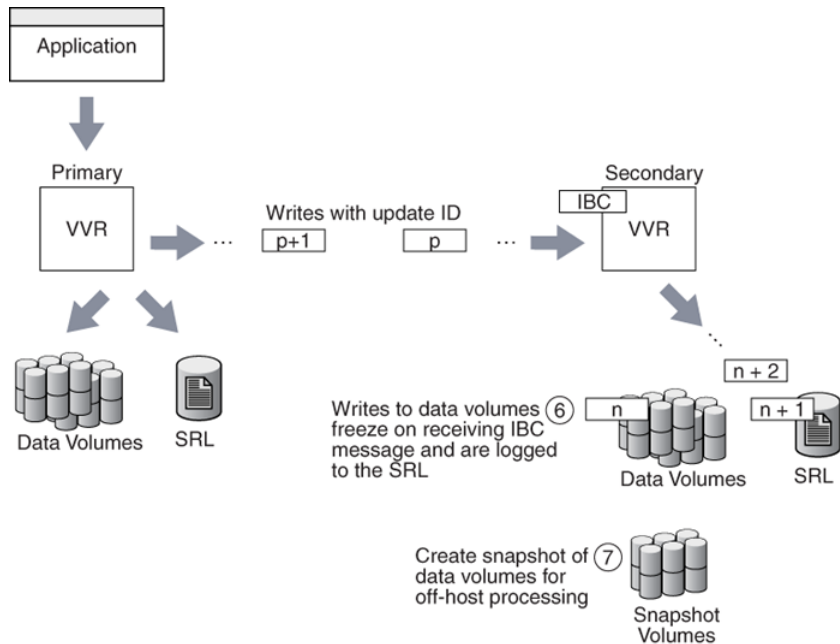 Application
Primary
VVR
Writes with update ID
...
p+1
p
...
Secondary
IBC
VVR
...
n + 2
n
n + 1
Data Volumes
SRL
Writes to data volumes 6
freeze on receiving IBC
message and are logged
to the SRL
Data Volumes
SRL
Create snapshot of 7
data volumes for
off-host processing
Snapshot
Volumes